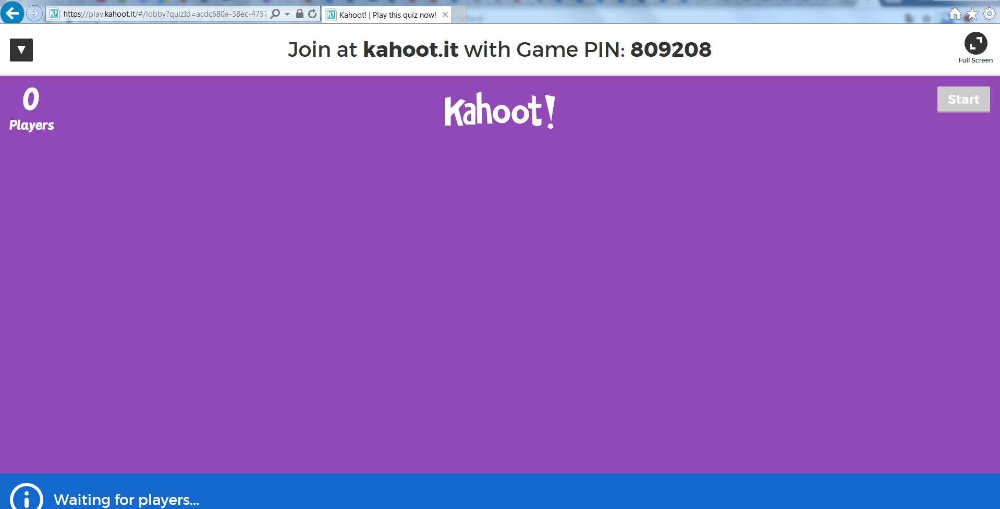 https://play.kahoot.it/#/lobby?quizId=acdc680a-38ec-4757
Kahoot! | Play this quiz now!
Join at kahoot.it with Game PIN: 809208
Full Screen
0
Players
Kahoot!
Start
Waiting for players...